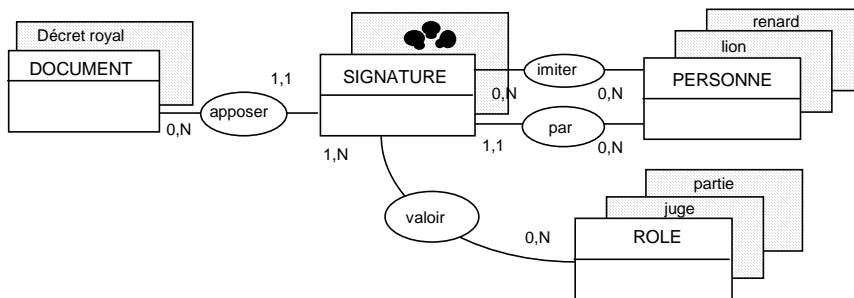 renard
Décret royal
lion
DOCUMENT
SIGNATURE
imiter
PERSONNE
1,1
0,N
0,N
apposer
par
0,N
1,N
1,1
0,N
partie
valoir
juge
0,N
ROLE